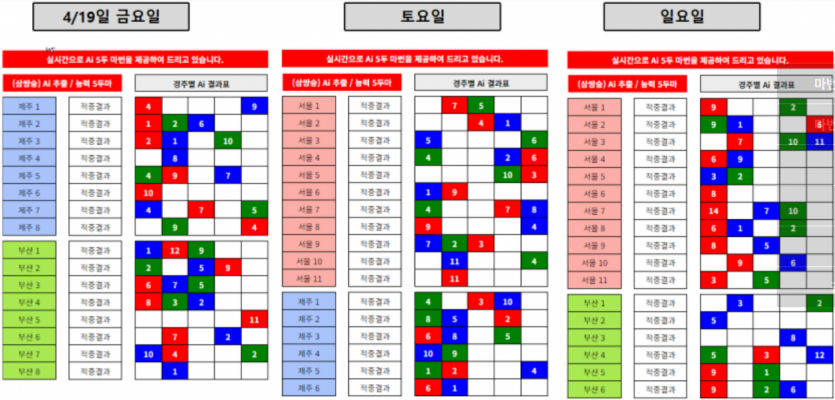 4/19일 금요일
실시간으로 Ai 5두 마번을 제공하여 드리고 있습니다.
(삼쌍승) Ai 추출 / 능력 5두마 경주별 Ai 결과표
제주 1 적중결과 4 9
제주 2 적중결과 1 2 6
제주 3 적중결과 2 1 10
제주 4 적중결과 8
제주 5 적중결과 4 9 7
제주 6 적중결과 10
제주 7 적중결과 4 7 5
제주 8 적중결과 9 4
부산 1 적중결과 1 12 9
부산 2 적중결과 2 5 9
부산 3 적중결과 6 7 5
부산 4 적중결과 8 3 2
부산 5 적중결과 11
부산 6 적중결과 7 2
부산 7 적중결과 10 4 2
부산 8 적중결과 1
토요일
실시간으로 Ai 5두 마번을 제공하여 드리고 있습니다.
(삼쌍승) Ai 추출 / 능력 5두마 경주별 Ai 결과표
서울 1 적중결과 7 5
서울 2 적중결과 4 1
서울 3 적중결과 5 6
서울 4 적중결과 4 2 6
서울 5 적중결과 10 3
서울 6 적중결과 1 9
서울 7 적중결과 4 7 8
서울 8 적중결과 9 4
서울 9 적중결과 7 2 3
서울 10 적중결과 11 4
서울 11 적중결과 11
제주 1 적중결과 4 3 10
제주 2 적중결과 8 5 2
제주 3 적중결과 6 8 5
제주 4 적중결과 10 9
제주 5 적중결과 1 2 4
제주 6 적중결과 6 1
일요일
실시간으로 Ai 5두 마번을 제공하여 드리고 있습니다.
(삼쌍승) Ai 추출 / 능력 5두마 경주별 Ai 결과표
서울 1 적중결과 9 2
서울 2 적중결과 9 1 8
서울 3 적중결과 7 10 11
서울 4 적중결과 6 9
서울 5 적중결과 3 2
서울 6 적중결과 8
서울 7 적중결과 14 7 10
서울 8 적중결과 6 1 2
서울 9 적중결과 8 5
서울 10 적중결과 9 6
서울 11 적중결과 3 5
부산 1 적중결과 3 2
부산 2 적중결과 5
부산 3 적중결과 8
부산 4 적중결과 5 3 12
부산 5 적중결과 9 1
부산 6 적중결과 9 2 6